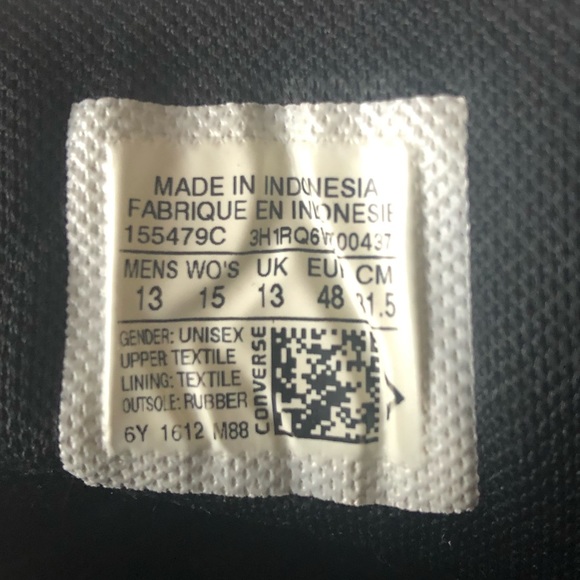 MADE IN INDONESIA
FABRIQUE EN INDONESIE
155479C
MENS WO'S UK EUR CM
13 15 13 48 31.5
GENDER: UNISEX
UPPER TEXTILE
LINING: TEXTILE
OUTSOLE: RUBBER
CONVERSE
6Y 1612 M88